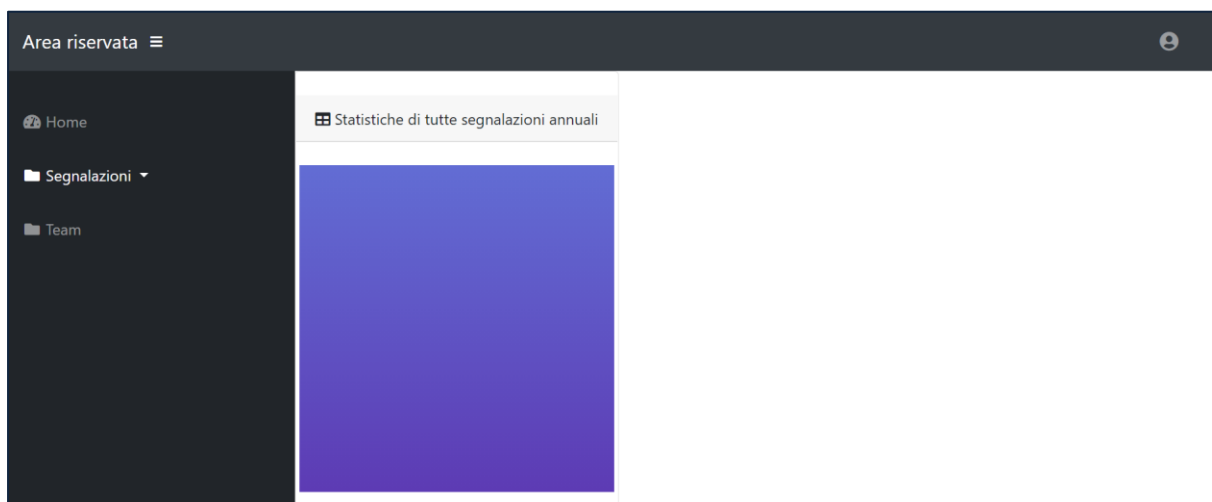 Area riservata
Home
Statistiche di tutte segnalazioni annuali
Segnalazioni
Team